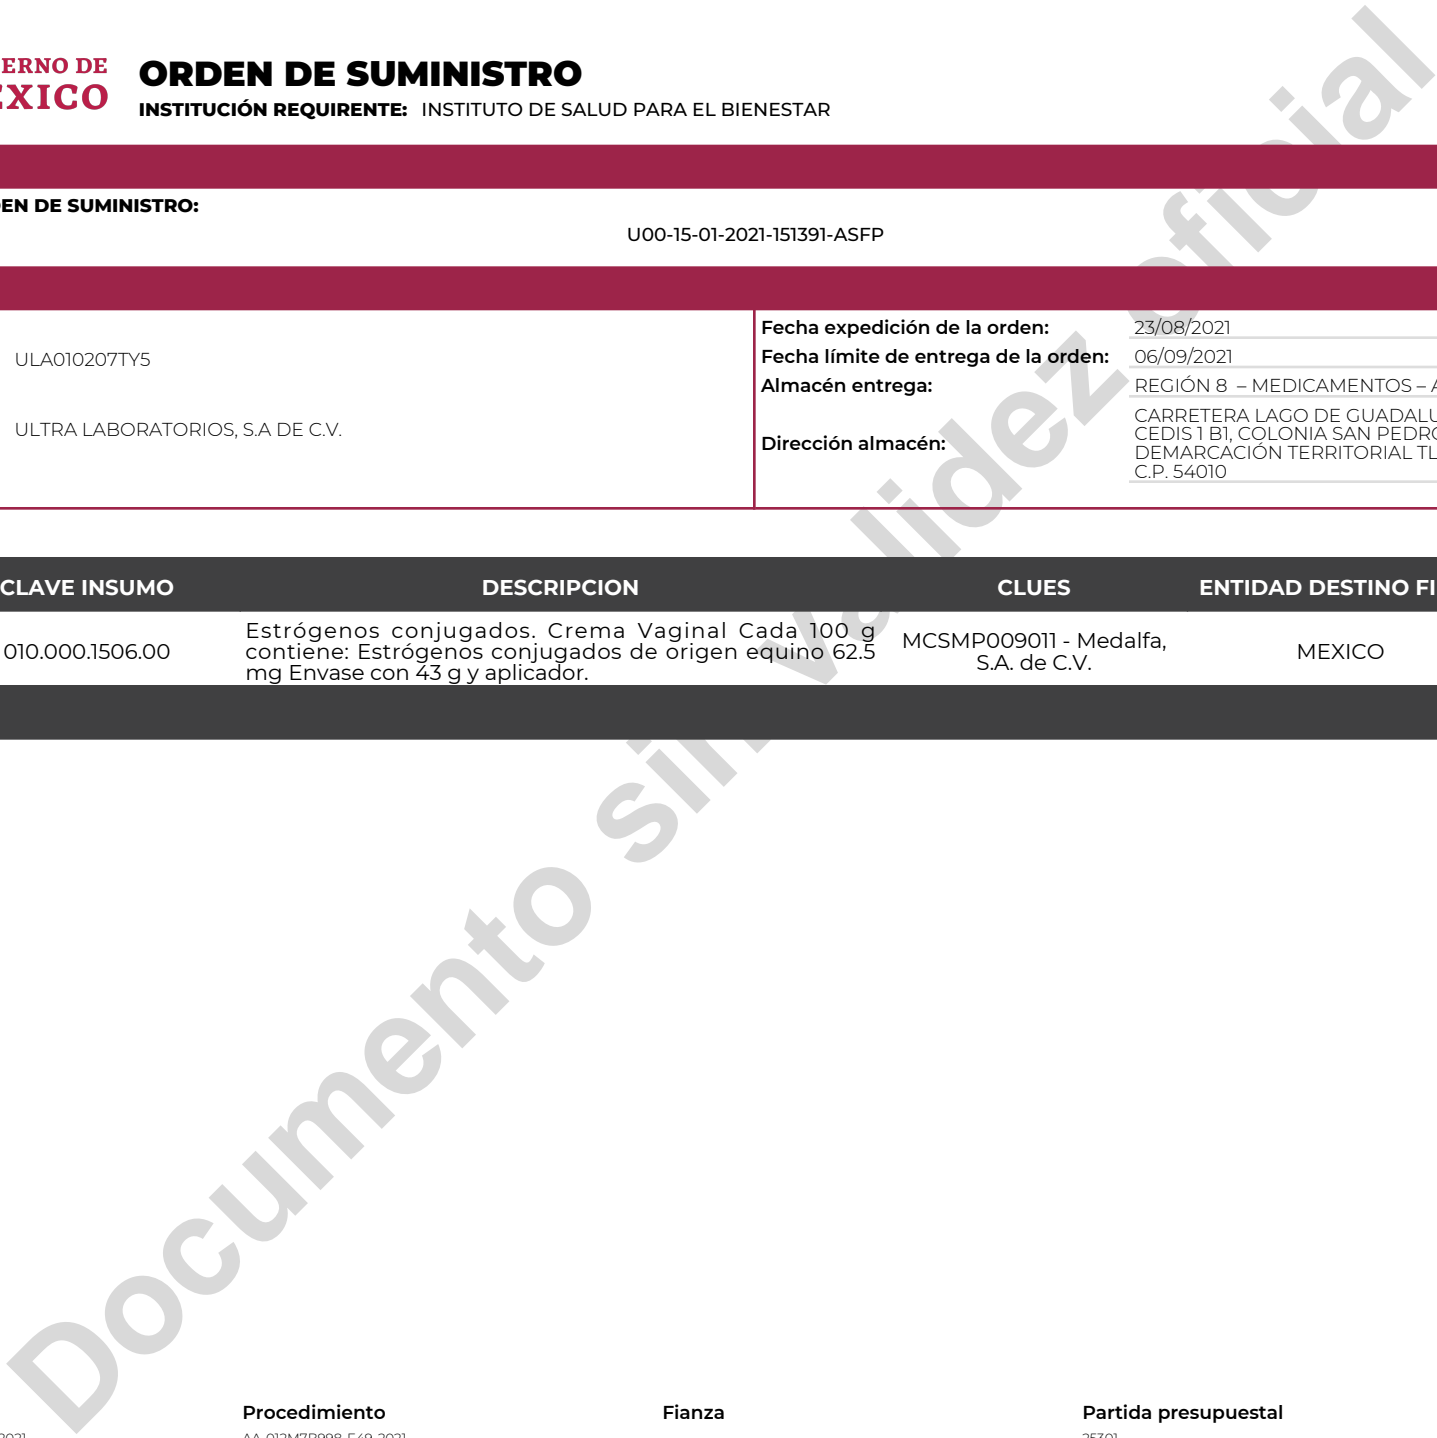 ERNO DE
EXICO
ORDEN DE SUMINISTRO
INSTITUCIÓN REQUIRENTE: INSTITUTO DE SALUD PARA EL BIENESTAR
EN DE SUMINISTRO:
U00-15-01-2021-151391-ASFP
ULA010207TY5
ULTRA LABORATORIOS, S.A DE C.V.
Fecha expedición de la orden: 23/08/2021
Fecha límite de entrega de la orden: 06/09/2021
Almacén entrega: REGIÓN 8 – MEDICAMENTOS – A
Dirección almacén:
CARRETERA LAGO DE GUADALU
CEDIS 1 B1, COLONIA SAN PEDRO
DEMARCACIÓN TERRITORIAL TL
C.P. 54010
CLAVE INSUMO DESCRIPCION CLUES ENTIDAD DESTINO FI
010.000.1506.00
Estrógenos conjugados. Crema Vaginal Cada 100 g
contiene: Estrógenos conjugados de origen equino 62.5
mg Envase con 43 g y aplicador.
MCSMP009011 - Medalfa,
S.A. de C.V.
MEXICO
Documento sin validez oficial
Procedimiento Fianza Partida presupuestal